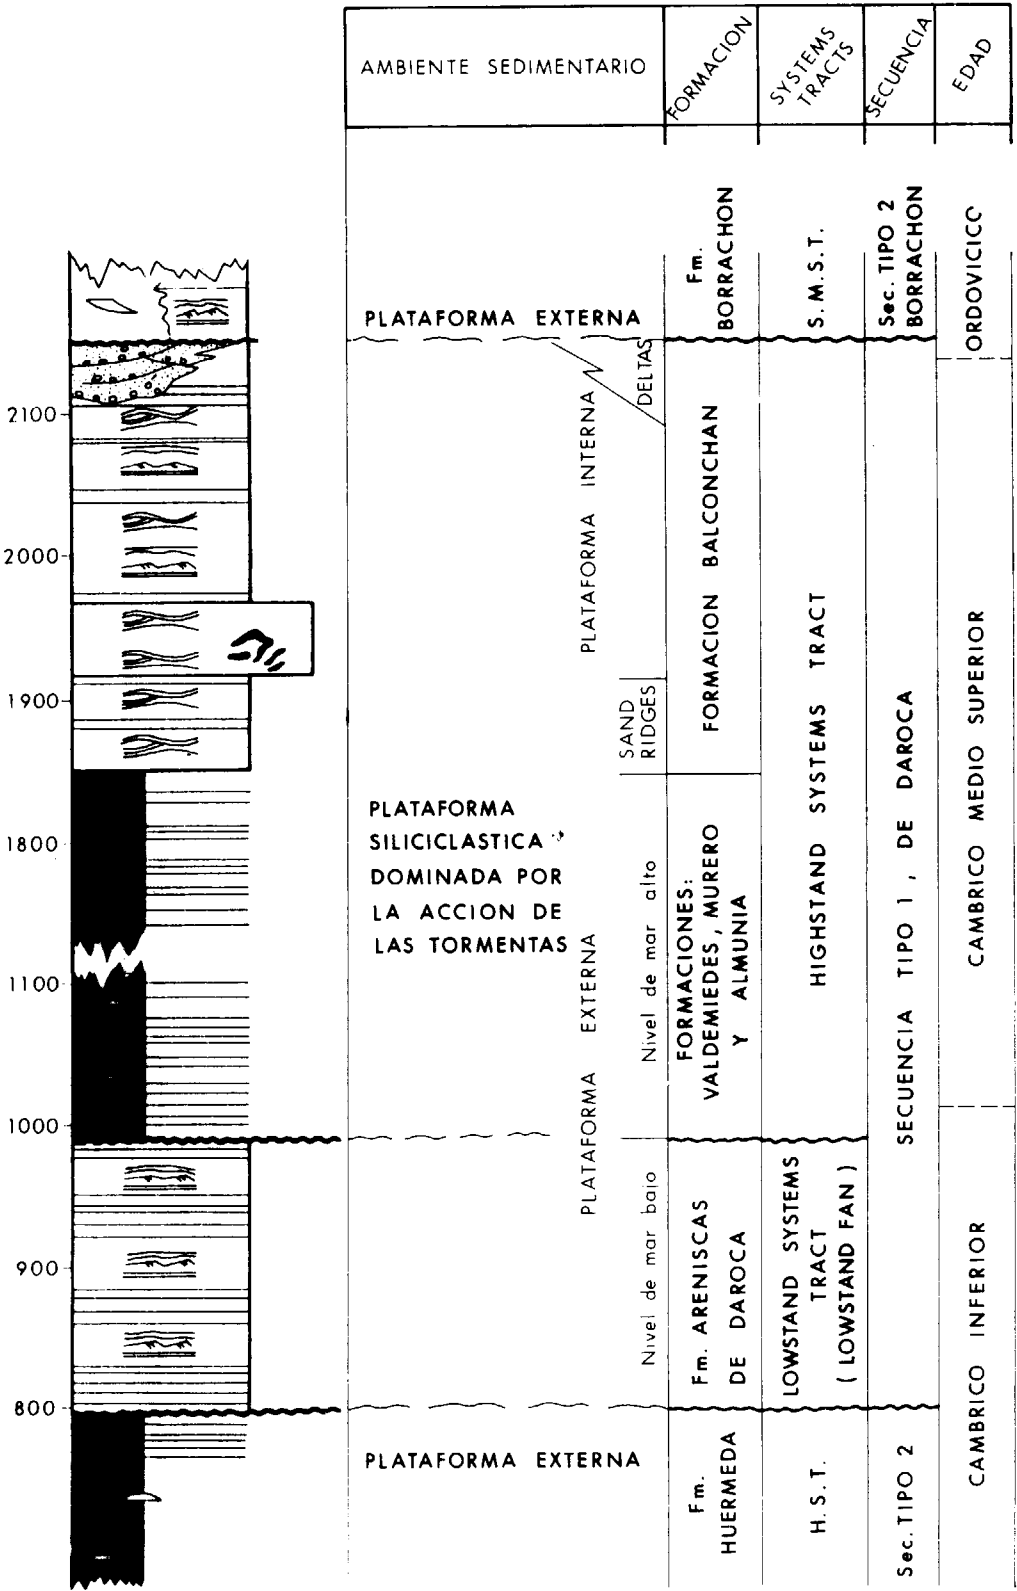 AMBIENTE SEDIMENTARIO
FORMACION
SYSTEMS
TRACTS
SECUENCIA
EDAD
PLATAFORMA EXTERNA
Fm.
BORRACHON
S.M.S.T.
Sec. TIPO 2
BORRACHON
ORDOVICICO
2100
2000
1900
1800
1100
1000
900
800
PLATAFORMA INTERNA
DELTAS
SAND
RIDGES
FORMACION BALCONCHAN
HIGHSTAND SYSTEMS TRACT
SECUENCIA TIPO 1, DE DAROCA
CAMBRICO MEDIO SUPERIOR
PLATAFORMA
SILICICLASTICA
DOMINADA POR
LA ACCION DE
LAS TORMENTAS
PLATAFORMA EXTERNA
Nivel de mar alto
FORMACIONES:
VALDEMIEDES, MURERO
Y ALMUNIA
Nivel de mar bajo
Fm. ARENISCAS
DE DAROCA
LOWSTAND SYSTEMS
TRACT
( LOWSTAND FAN )
CAMBRICO INFERIOR
PLATAFORMA EXTERNA
Fm.
HUERMEDA
H.S.T.
Sec. TIPO 2